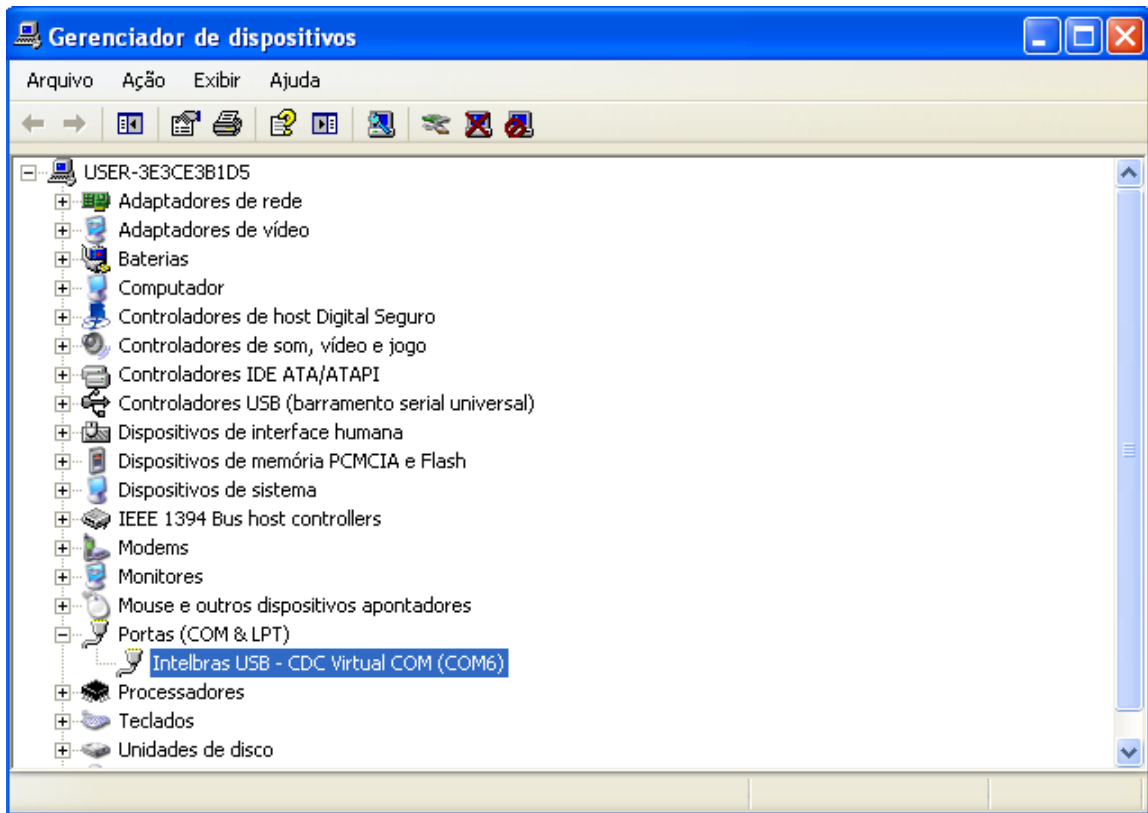 Gerenciador de dispositivos
Arquivo Ação Exibir Ajuda
USER-3E3CE3B1D5
Adaptadores de rede
Adaptadores de vídeo
Baterias
Computador
Controladores de host Digital Seguro
Controladores de som, vídeo e jogo
Controladores IDE ATA/ATAPI
Controladores USB (barramento serial universal)
Dispositivos de interface humana
Dispositivos de memória PCMCIA e Flash
Dispositivos de sistema
IEEE 1394 Bus host controllers
Modems
Monitores
Mouse e outros dispositivos apontadores
Portas (COM & LPT)
Intelbras USB - CDC Virtual COM (COM6)
Processadores
Teclados
Unidades de disco